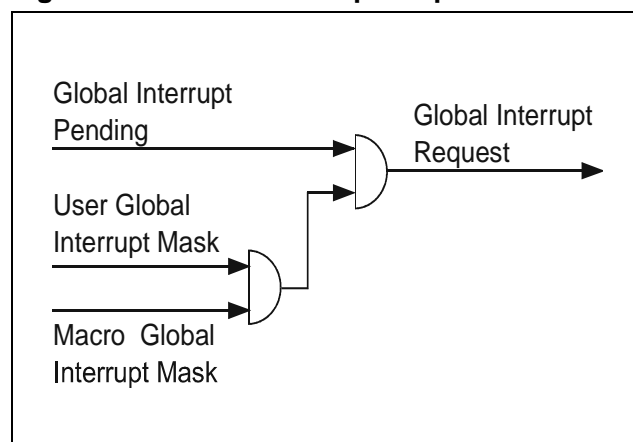 Global Interrupt
Pending
Global Interrupt
Request
User Global
Interrupt Mask
Macro Global
Interrupt Mask